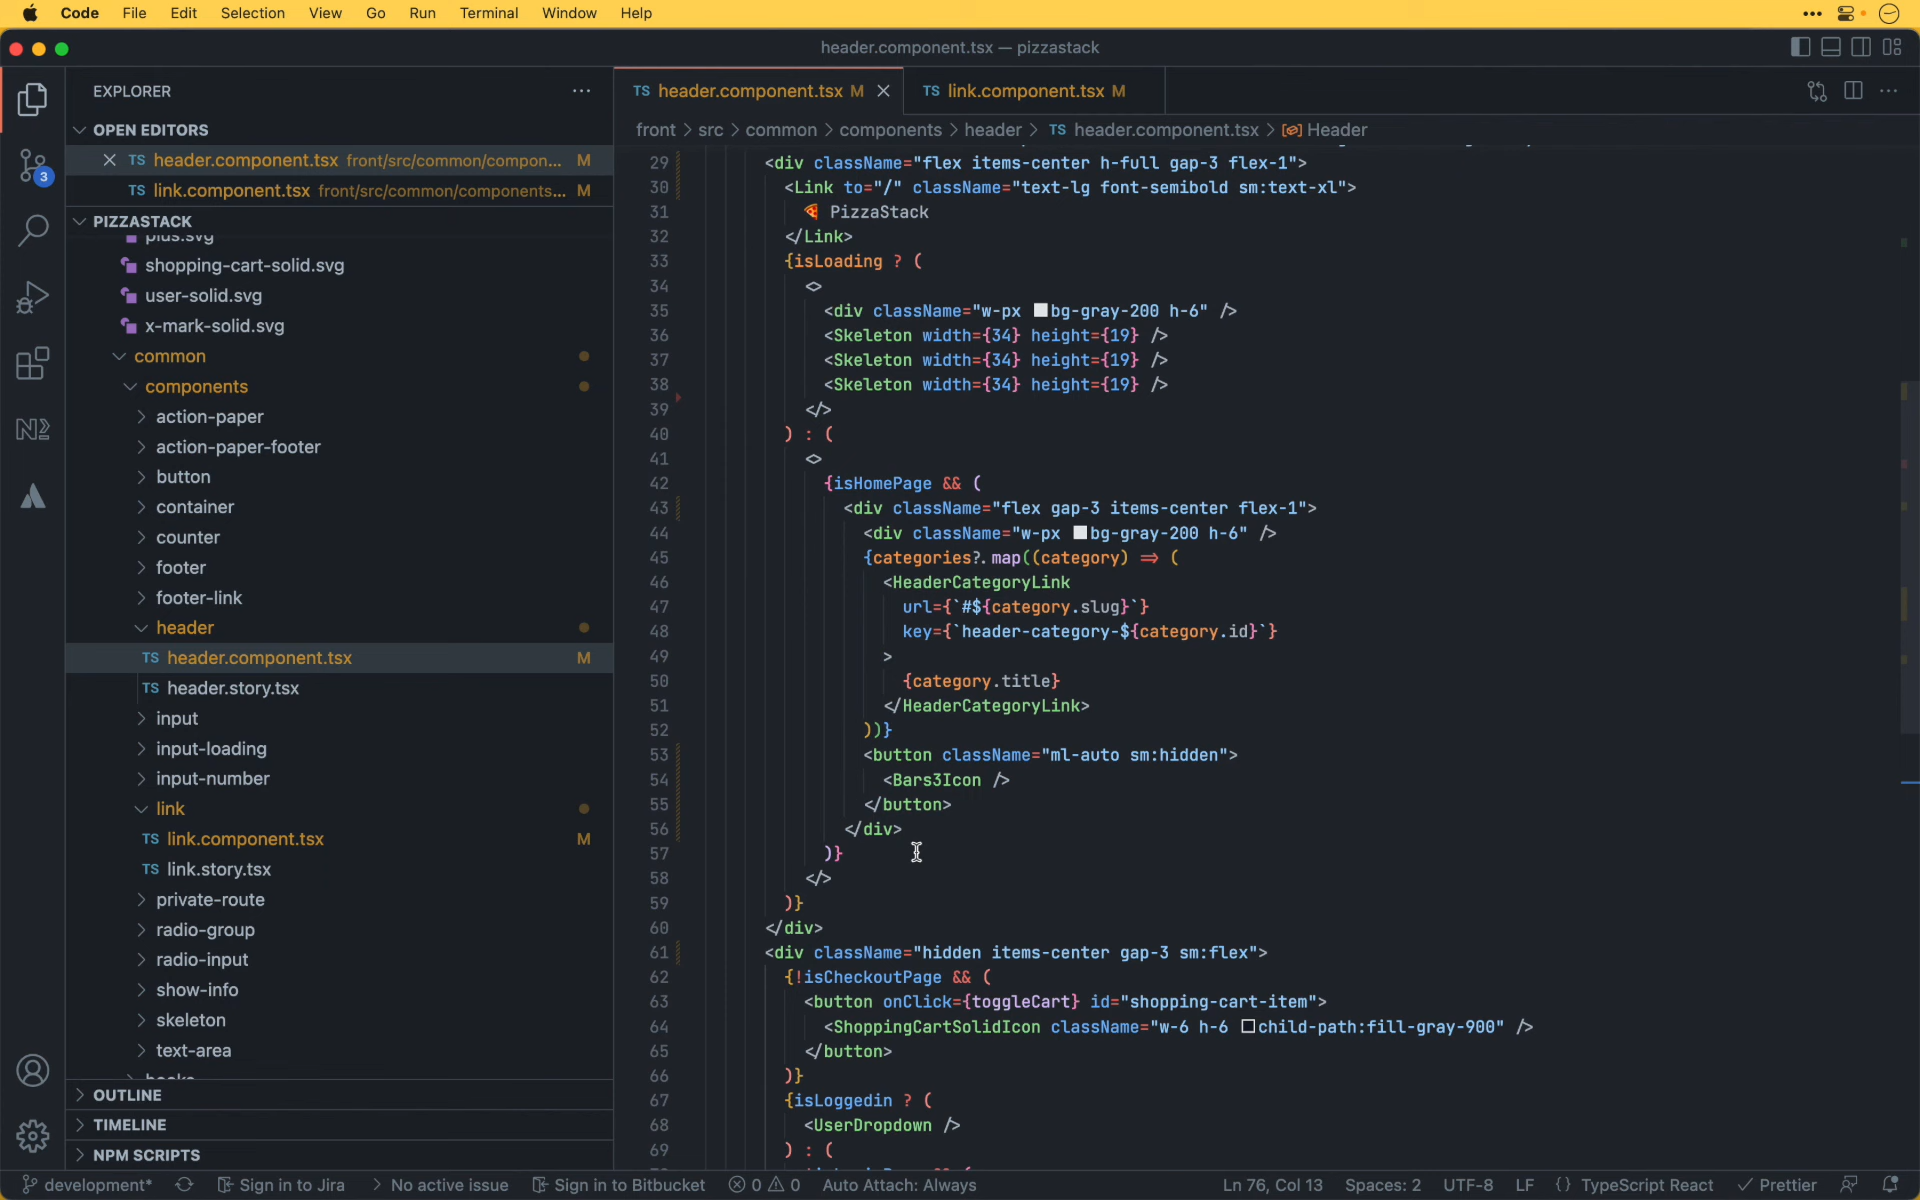 Code File Edit Selection View Go Run Terminal Window Help
header.component.tsx — pizzastack
EXPLORER
OPEN EDITORS
TS header.component.tsx front/src/common/compon... M
TS link.component.tsx front/src/common/components... M
3
PIZZASTACK
plus.svg
shopping-cart-solid.svg
user-solid.svg
x-mark-solid.svg
common
components
action-paper
action-paper-footer
button
container
counter
footer
footer-link
header
TS header.component.tsx M
TS header.story.tsx
input
input-loading
input-number
link
TS link.component.tsx M
TS link.story.tsx
private-route
radio-group
radio-input
show-info
skeleton
text-area
OUTLINE
TIMELINE
NPM SCRIPTS
TS header.component.tsx M
TS link.component.tsx M
front > src > common > components > header > TS header.component.tsx > Header
29 <div className="flex items-center h-full gap-3 flex-1">
30 <Link to="/" className="text-lg font-semibold sm:text-xl">
31 🍕 PizzaStack
32 </Link>
33 {isLoading ? (
34 <>
35 <div className="w-px bg-gray-200 h-6" />
36 <Skeleton width={34} height={19} />
37 <Skeleton width={34} height={19} />
38 <Skeleton width={34} height={19} />
39 </>
40 ) : (
41 <>
42 {isHomePage && (
43 <div className="flex gap-3 items-center flex-1">
44 <div className="w-px bg-gray-200 h-6" />
45 {categories?.map((category) => (
46 <HeaderCategoryLink
47 url={`#${category.slug}`}
48 key={`header-category-${category.id}`}
49 >
50 {category.title}
51 </HeaderCategoryLink>
52 ))}
53 <button className="ml-auto sm:hidden">
54 <Bars3Icon />
55 </button>
56 </div>
57 )}
58 </>
59 )}
60 </div>
61 <div className="hidden items-center gap-3 sm:flex">
62 {!isCheckoutPage && (
63 <button onClick={toggleCart} id="shopping-cart-item">
64 <ShoppingCartSolidIcon className="w-6 h-6 child-path:fill-gray-900" />
65 </button>
66 )}
67 {isLoggedin ? (
68 <UserDropdown />
69 ) : (
development* Sign in to Jira No active issue Sign in to Bitbucket 0 0 Auto Attach: Always Ln 76, Col 13 Spaces: 2 UTF-8 LF {} TypeScript React Prettier